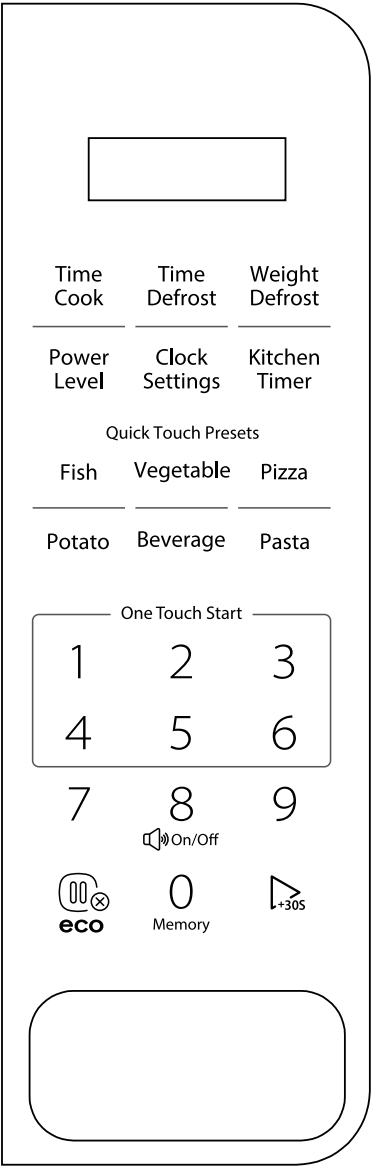 Time Time Weight
Cook Defrost Defrost
Power Clock Kitchen
Level Settings Timer
Quick Touch Presets
Fish Vegetable Pizza
Potato Beverage Pasta
One Touch Start
1 2 3
4 5 6
7 8 9
On/Off
0
+30S
eco Memory